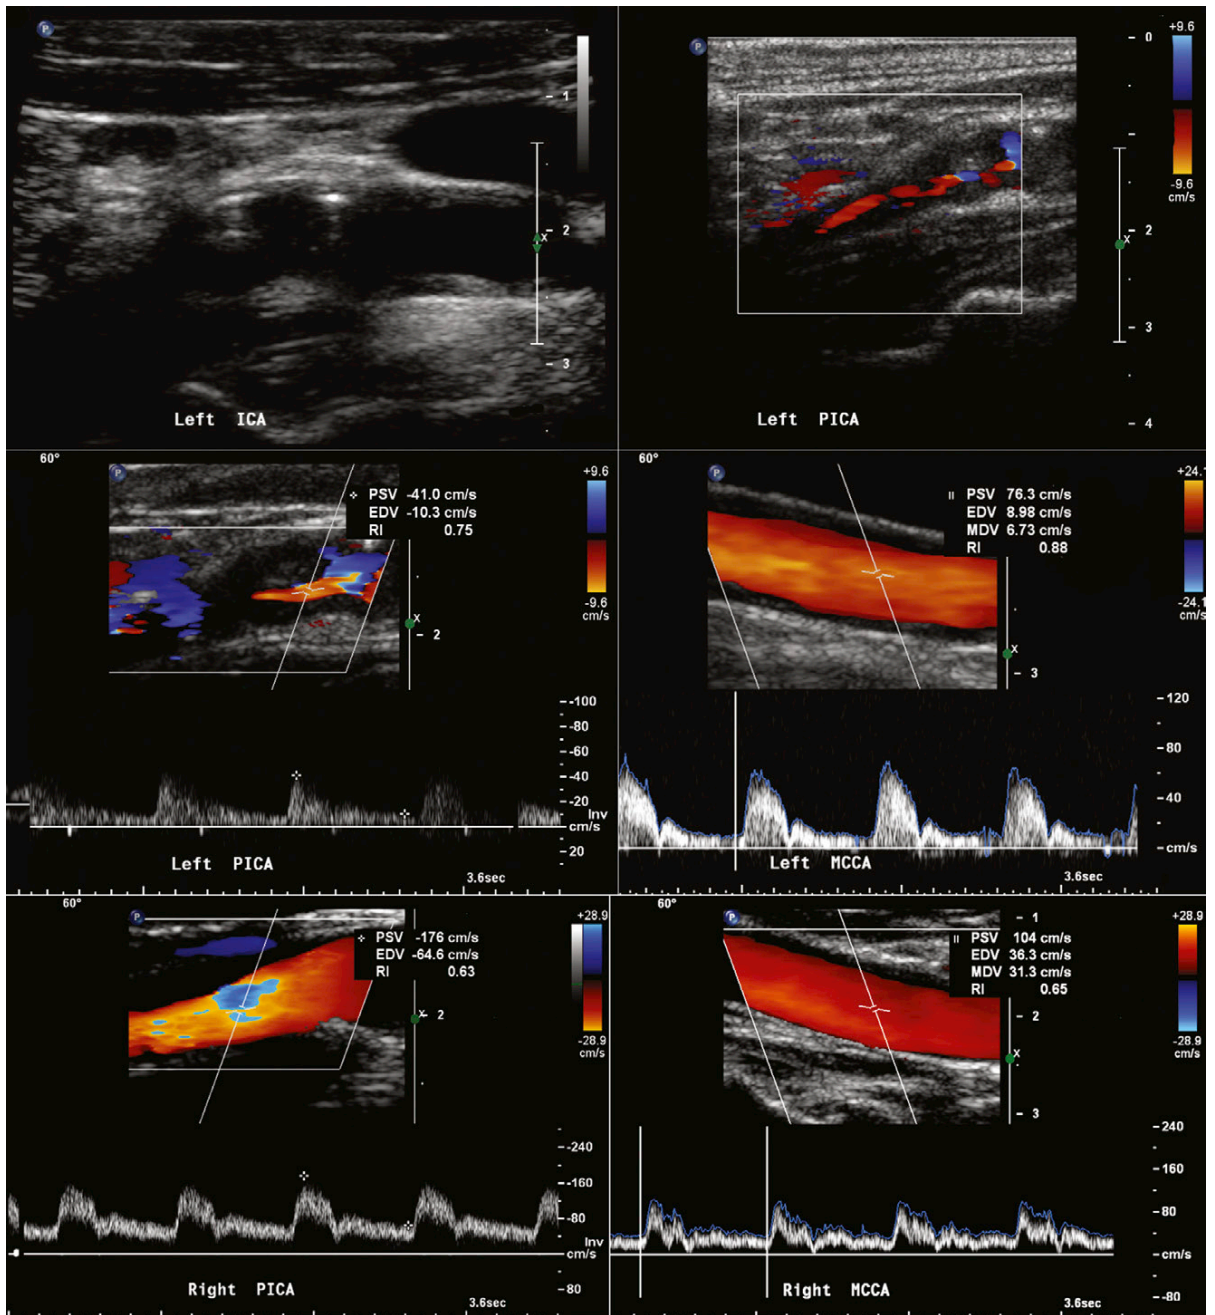 P
1
2
3
Left ICA
P
0
2
3
4
x
+9.6
-9.6
cm/s
Left PICA
60°
P
PSV -41.0 cm/s
EDV -10.3 cm/s
RI 0.75
x
2
+9.6
-9.6
cm/s
-100
-80
-60
-40
-20
Inv
cm/s
20
Left PICA
3.6sec
60°
P
PSV 76.3 cm/s
EDV 8.98 cm/s
MDV 6.73 cm/s
RI 0.88
x
3
+24.1
-24.1
cm/s
120
80
40
cm/s
Left MCCA
3.6sec
60°
P
PSV -176 cm/s
EDV -64.6 cm/s
RI 0.63
x
2
+28.9
-28.9
cm/s
-240
-160
-80
Inv
cm/s
80
Right PICA
3.6sec
60°
P
PSV 104 cm/s
EDV 36.3 cm/s
MDV 31.3 cm/s
RI 0.65
1
2
x
3
+28.9
-28.9
cm/s
240
160
80
cm/s
-80
Right MCCA
3.6sec